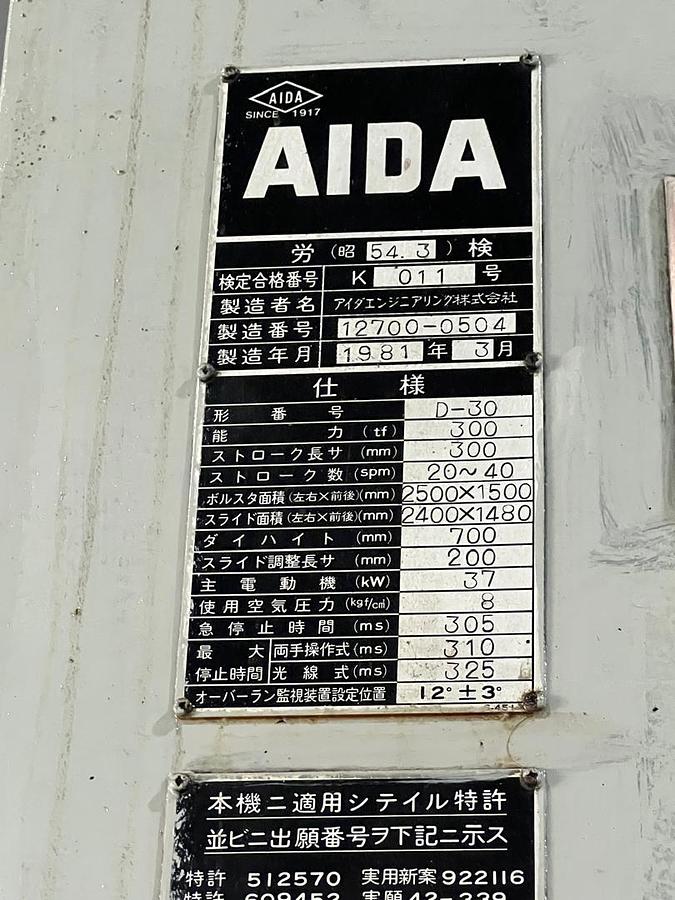 AIDA
SINCE 1917
AIDA
労 (昭 54.3) 検
検定合格番号 K 011 号
製造者名 アイダエンジニアリング株式会社
製造番号 12700-0504
製造年月 1981 年 3 月
仕様
形番号 D-30
能力 (tf) 300
ストローク長サ (mm) 300
ストローク数 (spm) 20～40
ボルスタ面積 (左右×前後) (mm) 2500×1500
スライド面積 (左右×前後) (mm) 2400×1480
ダイハイト (mm) 700
スライド調整長サ (mm) 200
主電動機 (kW) 37
使用空気圧力 (kgf/cm²) 8
急停止時間 (ms) 305
最大 両手操作式 (ms) 310
停止時間 光線式 (ms) 325
オーバーラン監視装置設定位置 12°±3°
本機ニ適用シテイル特許
並ビニ出願番号ヲ下記ニ示ス
特許 512570 実用新案 922116
特許 609452 実願 42-339